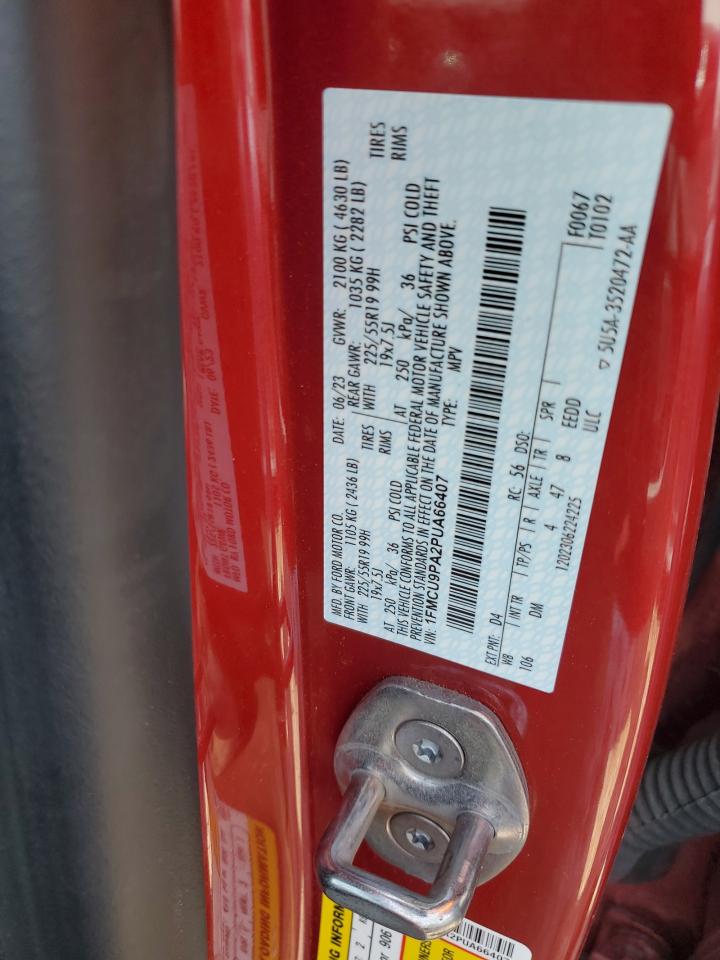 MFD. BY FORD MOTOR CO. DATE: 06/23 GVWR: 2100 KG ( 4630 LB)
FRONT GAWR: 1105 KG ( 2436 LB) REAR GAWR: 1035 KG ( 2282 LB)
WITH 225/55R19 99H TIRES WITH 225/55R19 99H TIRES
19x7.5J RIMS 19x7.5J RIMS
AT 250 kPa/ 36 PSI COLD AT 250 kPa/ 36 PSI COLD
THIS VEHICLE CONFORMS TO ALL APPLICABLE FEDERAL MOTOR VEHICLE SAFETY AND THEFT
PREVENTION STANDARDS IN EFFECT ON THE DATE OF MANUFACTURE SHOWN ABOVE.
VIN: 1FMCU9PA2PUA66407 TYPE: MPV
EXT PNT: D4 RC: 56 DSO: F0067
WB INT TR TP/PS R AXLE TR SPR T0102
106 DM 4 47 8 EEDD
1202306224225 ULC ▽ 5U5A-3520472-AA